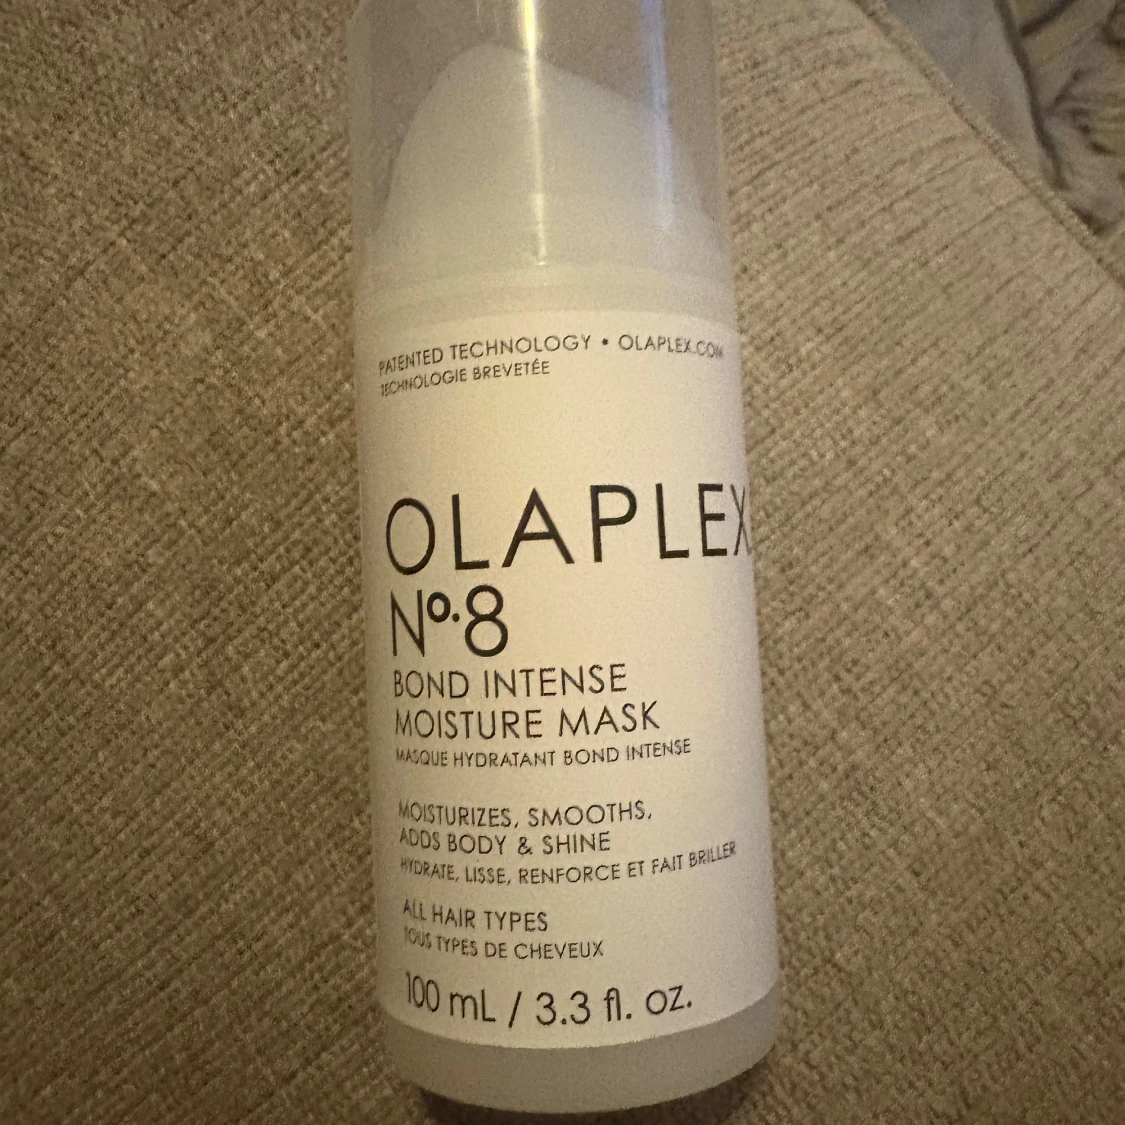 PATENTED TECHNOLOGY • OLAPLEX.COM
TECHNOLOGIE BREVETÉE
OLAPLEX
Nº.8
BOND INTENSE
MOISTURE MASK
MASQUE HYDRATANT BOND INTENSE
MOISTURIZES, SMOOTHS,
ADDS BODY & SHINE
HYDRATE, LISSE, RENFORCE ET FAIT BRILLER
ALL HAIR TYPES
TOUS TYPES DE CHEVEUX
100 mL / 3.3 fl. oz.